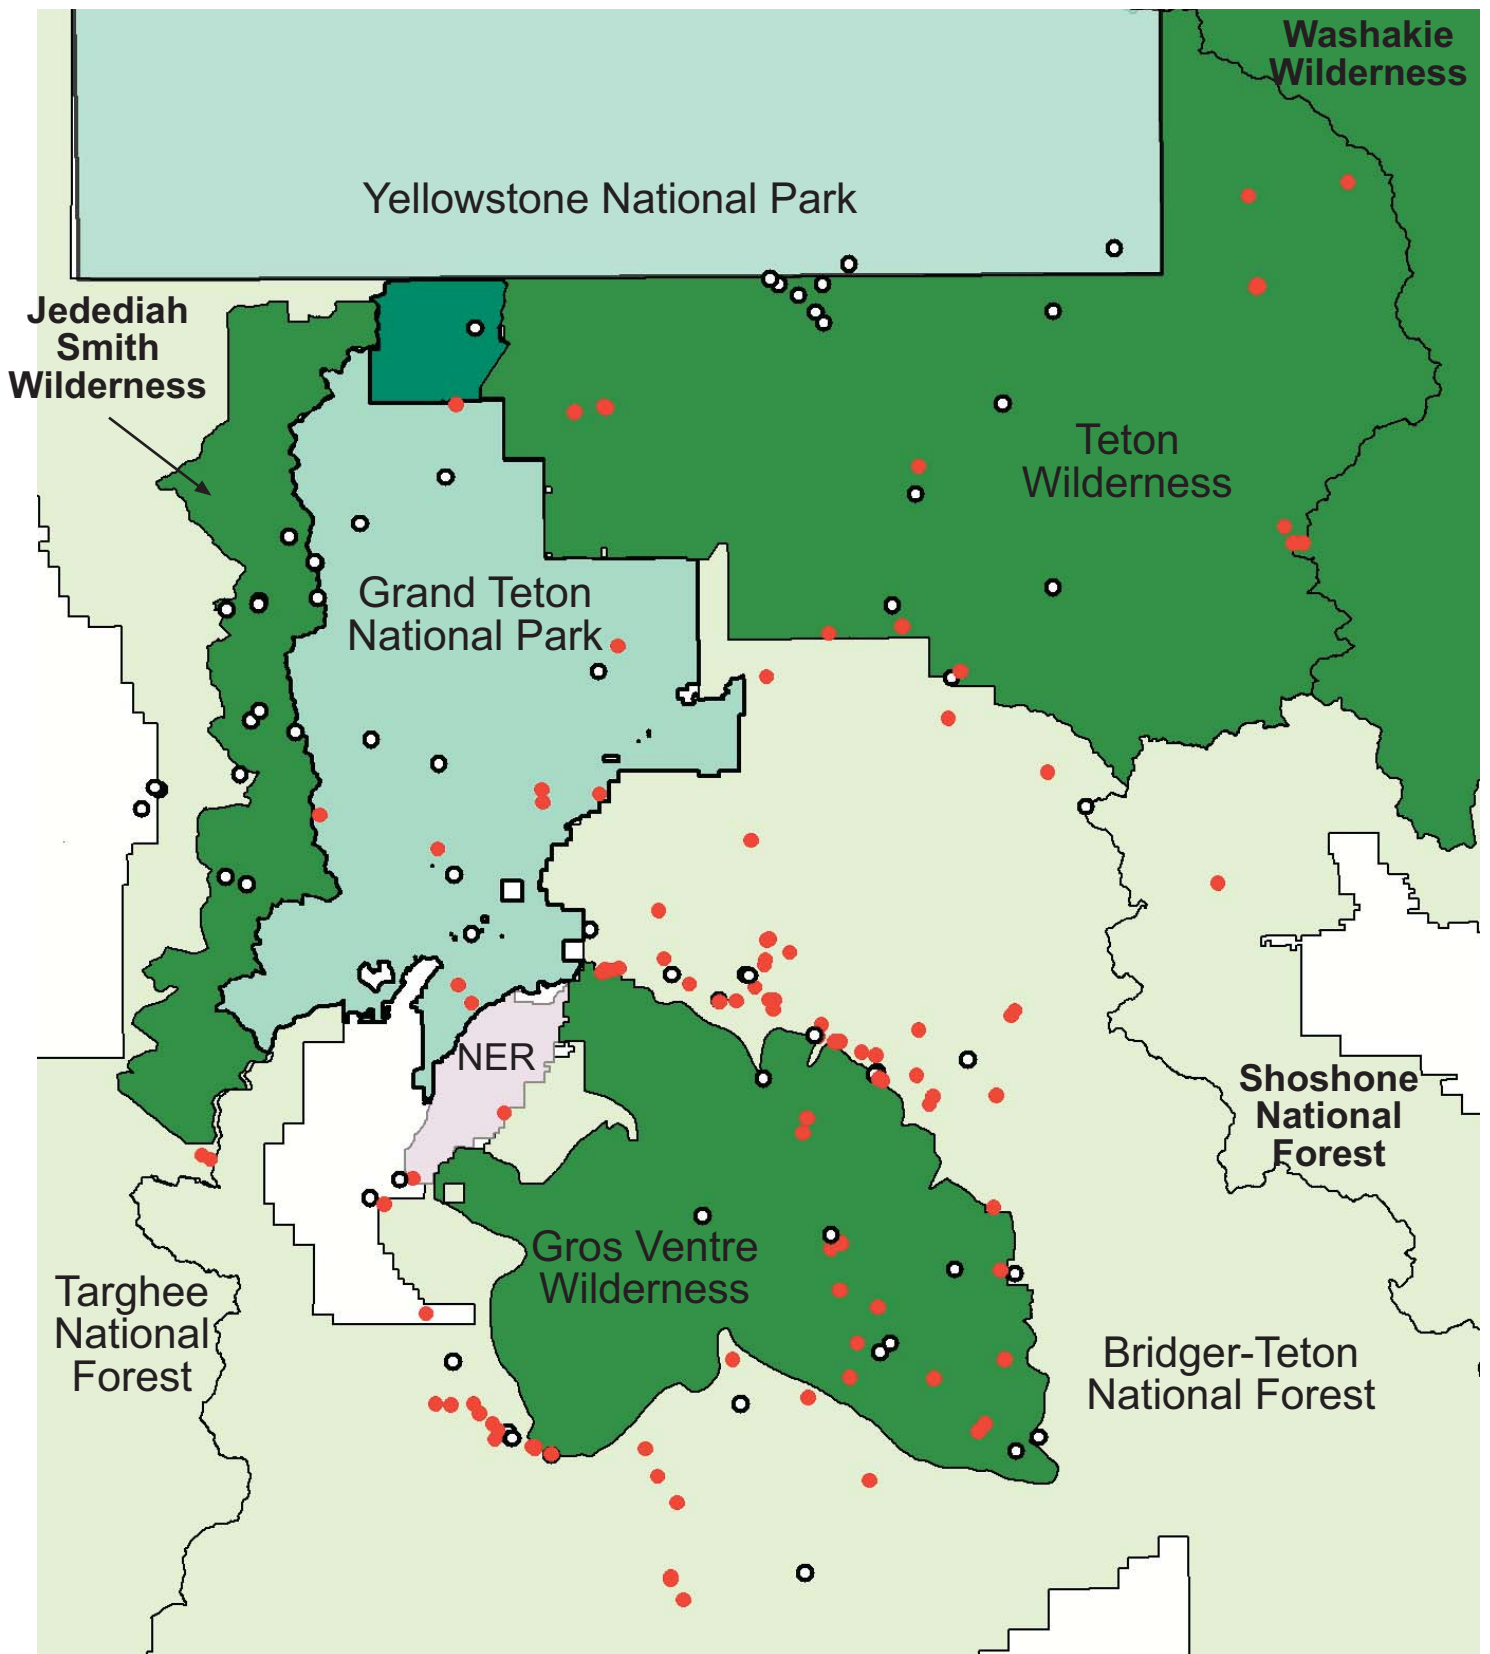 Washakie
Wilderness
Yellowstone National Park
Jedediah
Smith
Wilderness
Teton
Wilderness
Grand Teton
National Park
NER
Shoshone
National
Forest
Gros Ventre
Wilderness
Targhee
National
Forest
Bridger-Teton
National Forest